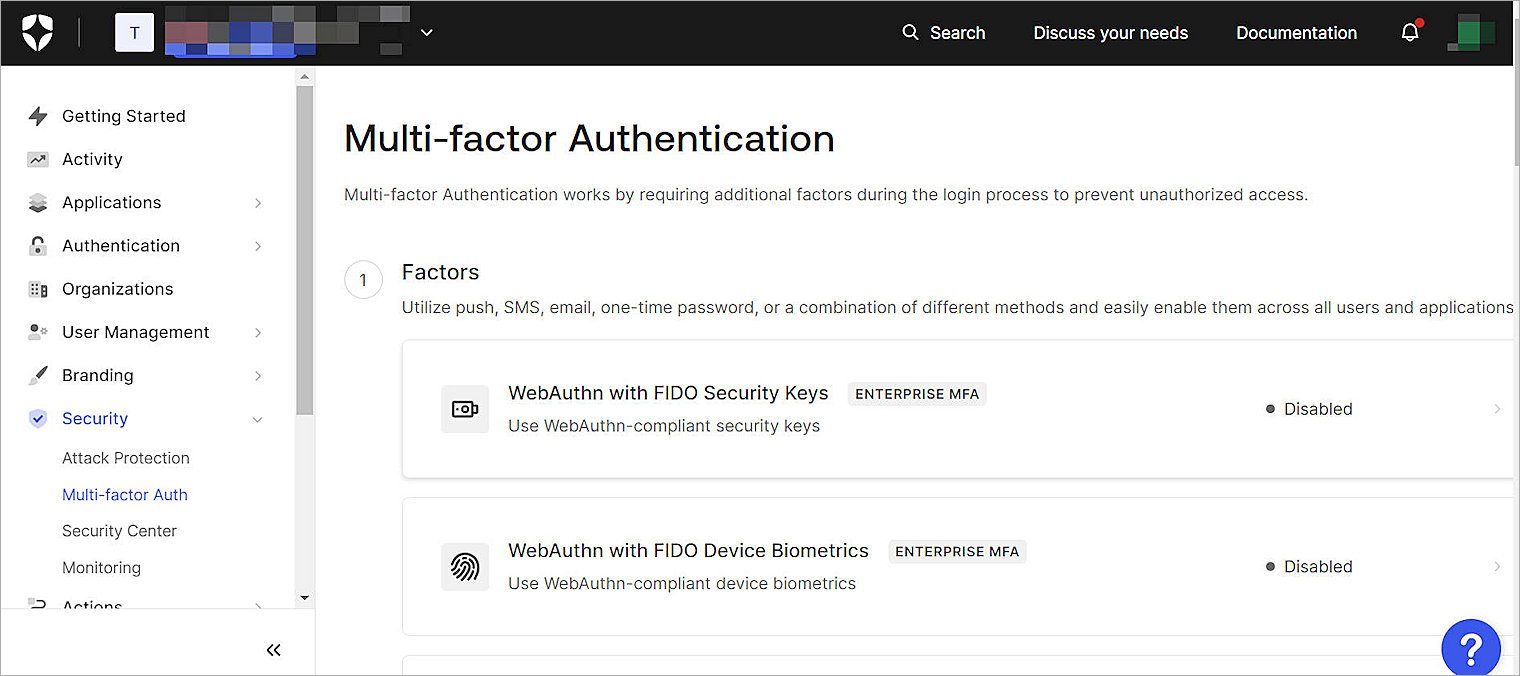 T
Search
Discuss your needs
Documentation
Getting Started
Activity
Applications
Authentication
Organizations
User Management
Branding
Security
Attack Protection
Multi-factor Auth
Security Center
Monitoring
Actions
Multi-factor Authentication
Multi-factor Authentication works by requiring additional factors during the login process to prevent unauthorized access.
1
Factors
Utilize push, SMS, email, one-time password, or a combination of different methods and easily enable them across all users and applications
WebAuthn with FIDO Security Keys ENTERPRISE MFA
Use WebAuthn-compliant security keys
Disabled
WebAuthn with FIDO Device Biometrics ENTERPRISE MFA
Use WebAuthn-compliant device biometrics
Disabled
?